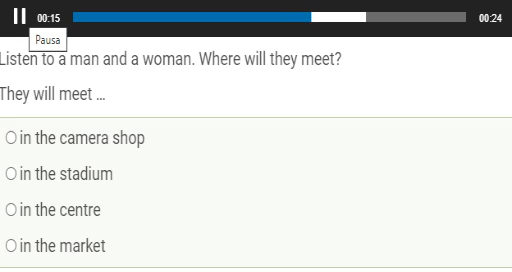 00:15 00:24
Pausa
Listen to a man and a woman. Where will they meet?
They will meet ...
in the camera shop
in the stadium
in the centre
in the market